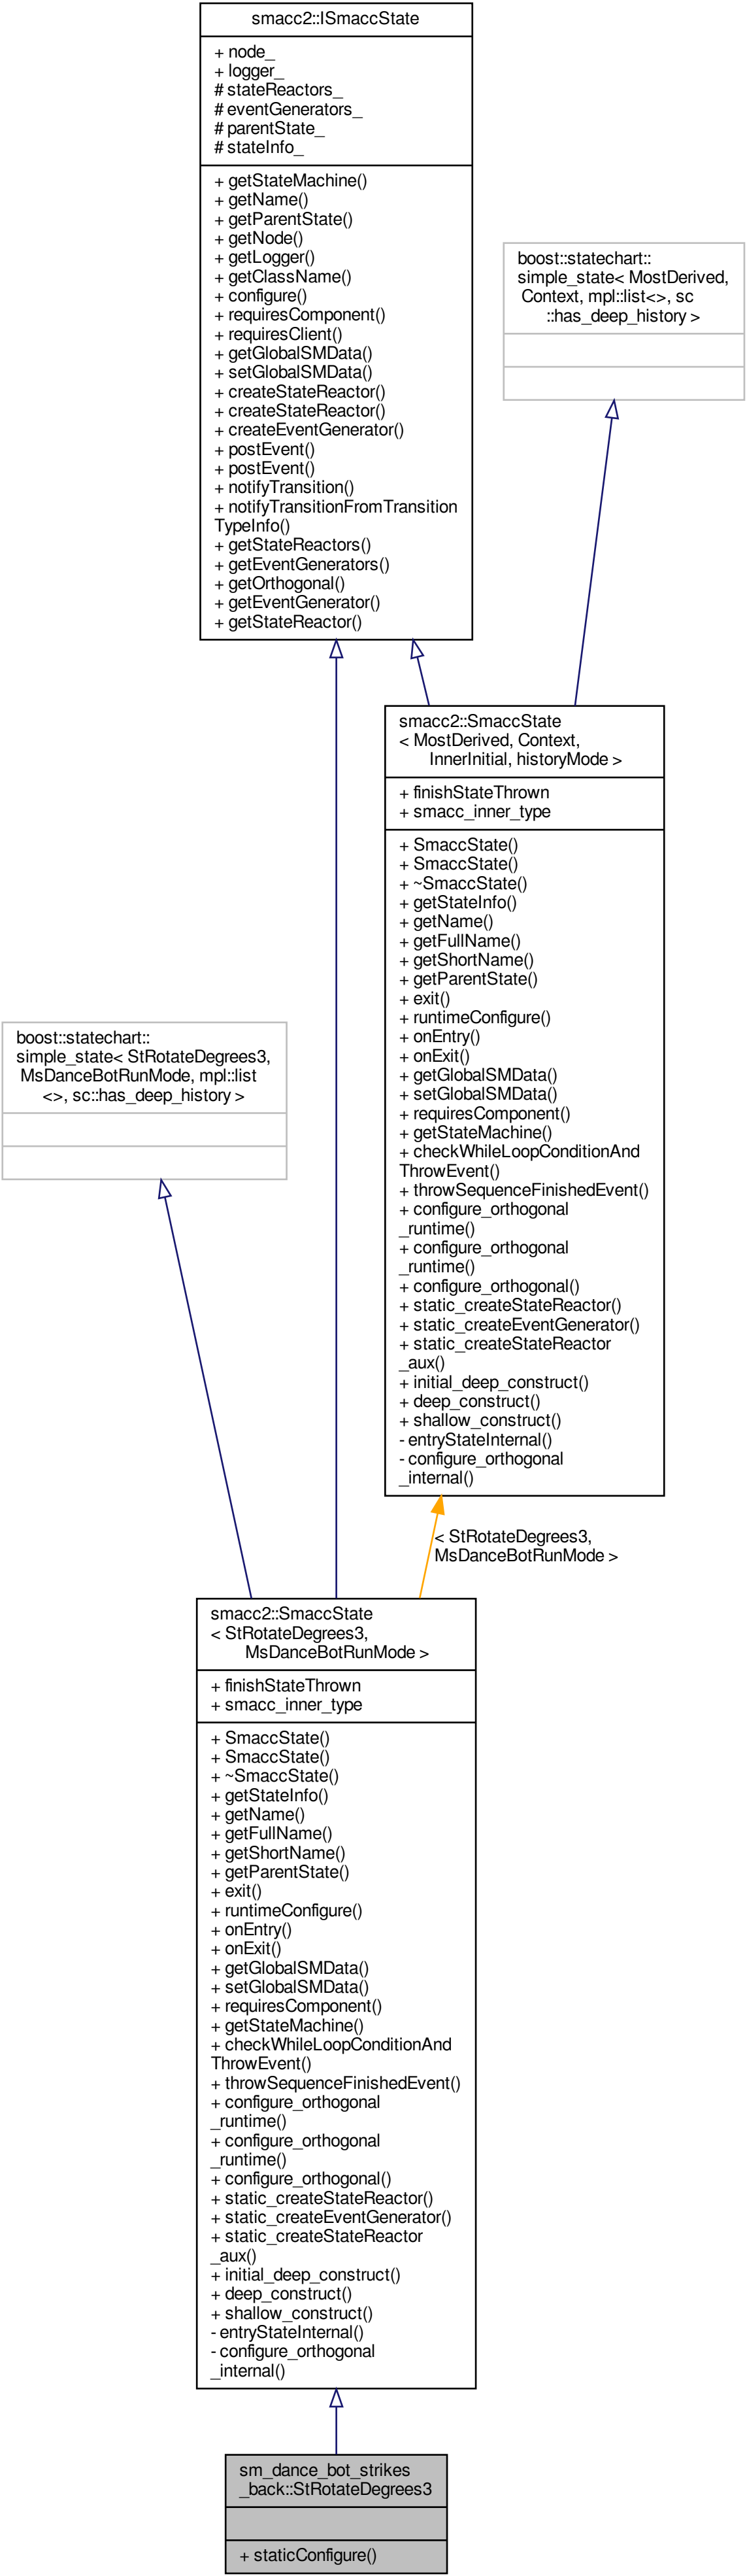 smacc2::ISmaccState
+ node_
+ logger_
# stateReactors_
# eventGenerators_
# parentState_
# stateInfo_
+ getStateMachine()
+ getName()
+ getParentState()
+ getNode()
+ getLogger()
+ getClassName()
+ configure()
+ requiresComponent()
+ requiresClient()
+ getGlobalSMData()
+ setGlobalSMData()
+ createStateReactor()
+ createStateReactor()
+ createEventGenerator()
+ postEvent()
+ postEvent()
+ notifyTransition()
+ notifyTransitionFromTransition
TypeInfo()
+ getStateReactors()
+ getEventGenerators()
+ getOrthogonal()
+ getEventGenerator()
+ getStateReactor()
boost::statechart::
simple_state< MostDerived,
Context, mpl::list<>, sc
::has_deep_history >
smacc2::SmaccState
< MostDerived, Context,
InnerInitial, historyMode >
+ finishStateThrown
+ smacc_inner_type
+ SmaccState()
+ SmaccState()
+ ~SmaccState()
+ getStateInfo()
+ getName()
+ getFullName()
+ getShortName()
+ getParentState()
+ exit()
+ runtimeConfigure()
+ onEntry()
+ onExit()
+ getGlobalSMData()
+ setGlobalSMData()
+ requiresComponent()
+ getStateMachine()
+ checkWhileLoopConditionAnd
ThrowEvent()
+ throwSequenceFinishedEvent()
+ configure_orthogonal
_runtime()
+ configure_orthogonal
_runtime()
+ configure_orthogonal()
+ static_createStateReactor()
+ static_createEventGenerator()
+ static_createStateReactor
_aux()
+ initial_deep_construct()
+ deep_construct()
+ shallow_construct()
- entryStateInternal()
- configure_orthogonal
_internal()
boost::statechart::
simple_state< StRotateDegrees3,
MsDanceBotRunMode, mpl::list
<>, sc::has_deep_history >
< StRotateDegrees3,
MsDanceBotRunMode >
smacc2::SmaccState
< StRotateDegrees3,
MsDanceBotRunMode >
+ finishStateThrown
+ smacc_inner_type
+ SmaccState()
+ SmaccState()
+ ~SmaccState()
+ getStateInfo()
+ getName()
+ getFullName()
+ getShortName()
+ getParentState()
+ exit()
+ runtimeConfigure()
+ onEntry()
+ onExit()
+ getGlobalSMData()
+ setGlobalSMData()
+ requiresComponent()
+ getStateMachine()
+ checkWhileLoopConditionAnd
ThrowEvent()
+ throwSequenceFinishedEvent()
+ configure_orthogonal
_runtime()
+ configure_orthogonal
_runtime()
+ configure_orthogonal()
+ static_createStateReactor()
+ static_createEventGenerator()
+ static_createStateReactor
_aux()
+ initial_deep_construct()
+ deep_construct()
+ shallow_construct()
- entryStateInternal()
- configure_orthogonal
_internal()
sm_dance_bot_strikes
_back::StRotateDegrees3
+ staticConfigure()